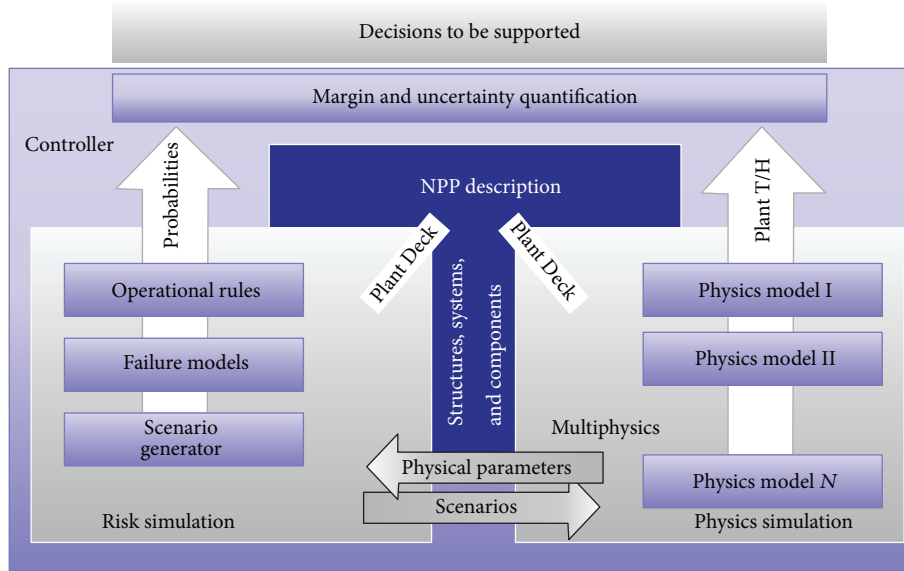 Decisions to be supported
Margin and uncertainty quantification
Controller
Probabilities
NPP description
Plant T/H
Plant Deck
Plant Deck
Structures, systems,
and components
Operational rules
Failure models
Scenario
generator
Physics model I
Physics model II
Multiphysics
Physics model N
Physical parameters
Scenarios
Risk simulation
Physics simulation